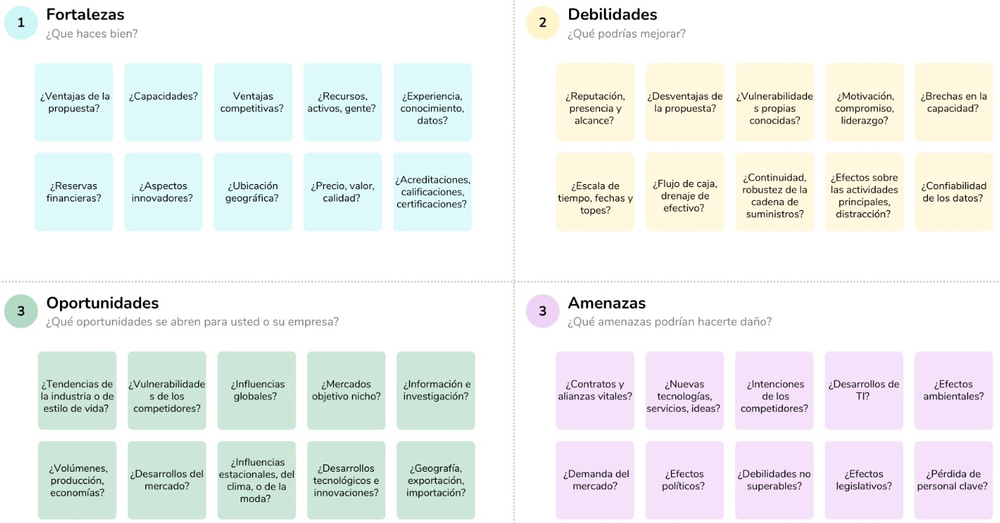 1
Fortalezas
¿Que haces bien?
¿Ventajas de la
propuesta?
¿Capacidades?
Ventajas
competitivas?
¿Recursos,
activos, gente?
¿Experiencia,
conocimiento,
datos?
¿Reservas
financieras?
¿Aspectos
innovadores?
¿Ubicación
geográfica?
¿Precio, valor,
calidad?
¿Acreditaciones,
calificaciones,
certificaciones?
2
Debilidades
¿Qué podrías mejorar?
¿Reputación,
presencia y
alcance?
¿Desventajas de
la propuesta?
¿Vulnerabilidade
s propias
conocidas?
¿Motivación,
compromiso,
liderazgo?
¿Brechas en la
capacidad?
¿Escala de
tiempo, fechas y
topes?
¿Flujo de caja,
drenaje de
efectivo?
¿Continuidad,
robustez de la
cadena de
suministros?
¿Efectos sobre
las actividades
principales,
distracción?
¿Confiabilidad
de los datos?
3
Oportunidades
¿Qué oportunidades se abren para usted o su empresa?
¿Tendencias de
la industria o de
estilo de vida?
¿Vulnerabilidade
s de los
competidores?
¿Influencias
globales?
¿Mercados
objetivo nicho?
¿Información e
investigación?
¿Volúmenes,
producción,
economías?
¿Desarrollos del
mercado?
¿Influencias
estacionales, del
clima, o de la
moda?
¿Desarrollos
tecnológicos e
innovaciones?
¿Geografía,
exportación,
importación?
3
Amenazas
¿Qué amenazas podrían hacerte daño?
¿Contratos y
alianzas vitales?
¿Nuevas
tecnologías,
servicios, ideas?
¿Intenciones
de los
competidores?
¿Desarrollos de
TI?
¿Efectos
ambientales?
¿Demanda del
mercado?
¿Efectos
políticos?
¿Debilidades no
superables?
¿Efectos
legislativos?
¿Pérdida de
personal clave?